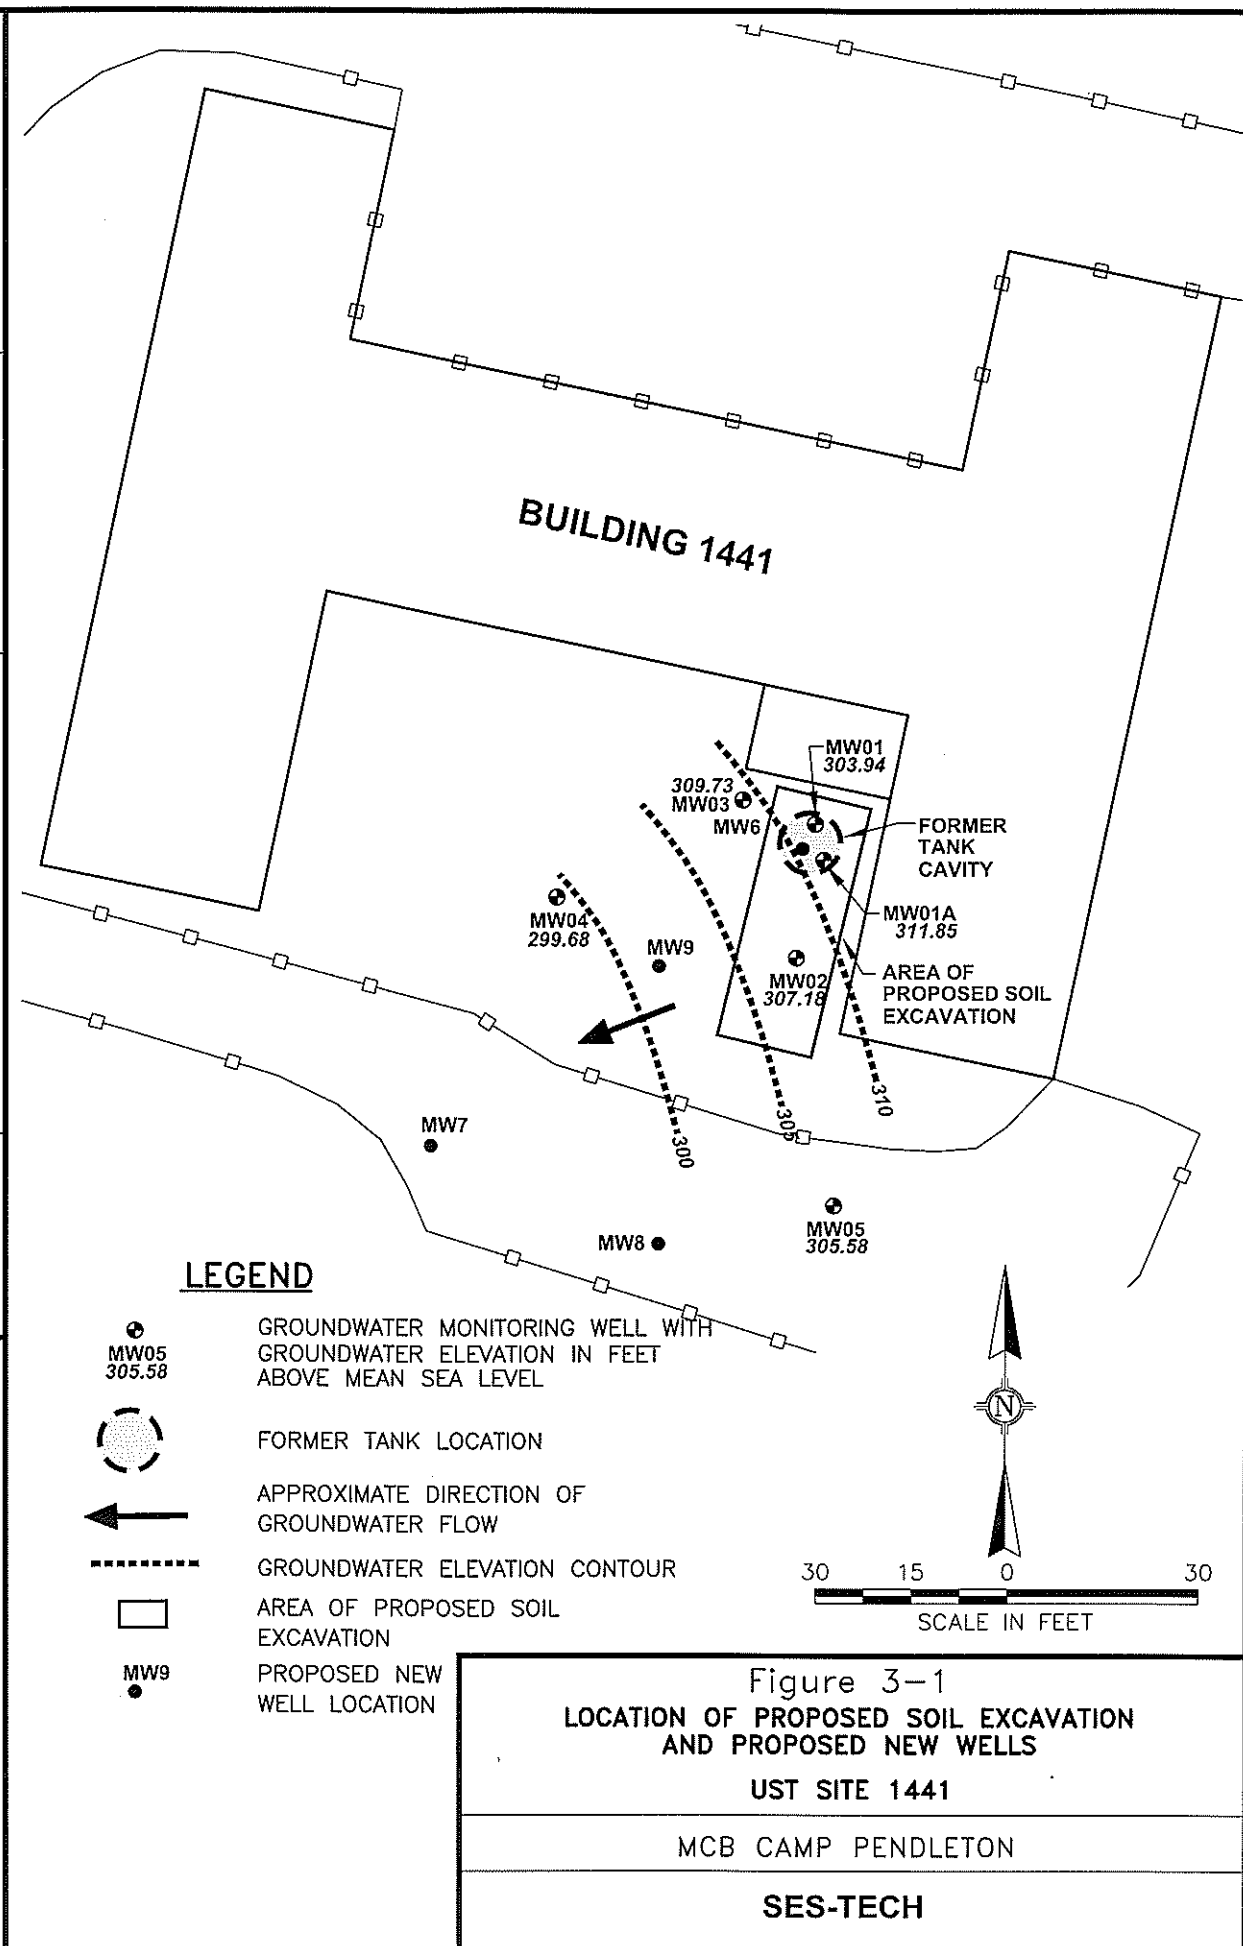 BUILDING 1441
MW01
303.94
309.73
MW03
MW6
FORMER
TANK
CAVITY
MW01A
311.85
MW04
299.68
MW9
MW02
307.18
AREA OF
PROPOSED SOIL
EXCAVATION
310
305
300
MW7
MW8
MW05
305.58
LEGEND
MW05
305.58
GROUNDWATER MONITORING WELL WITH
GROUNDWATER ELEVATION IN FEET
ABOVE MEAN SEA LEVEL
FORMER TANK LOCATION
APPROXIMATE DIRECTION OF
GROUNDWATER FLOW
GROUNDWATER ELEVATION CONTOUR
AREA OF PROPOSED SOIL
EXCAVATION
MW9
PROPOSED NEW
WELL LOCATION
N
30 15 0 30
SCALE IN FEET
Figure 3-1
LOCATION OF PROPOSED SOIL EXCAVATION
AND PROPOSED NEW WELLS
UST SITE 1441
MCB CAMP PENDLETON
SES-TECH